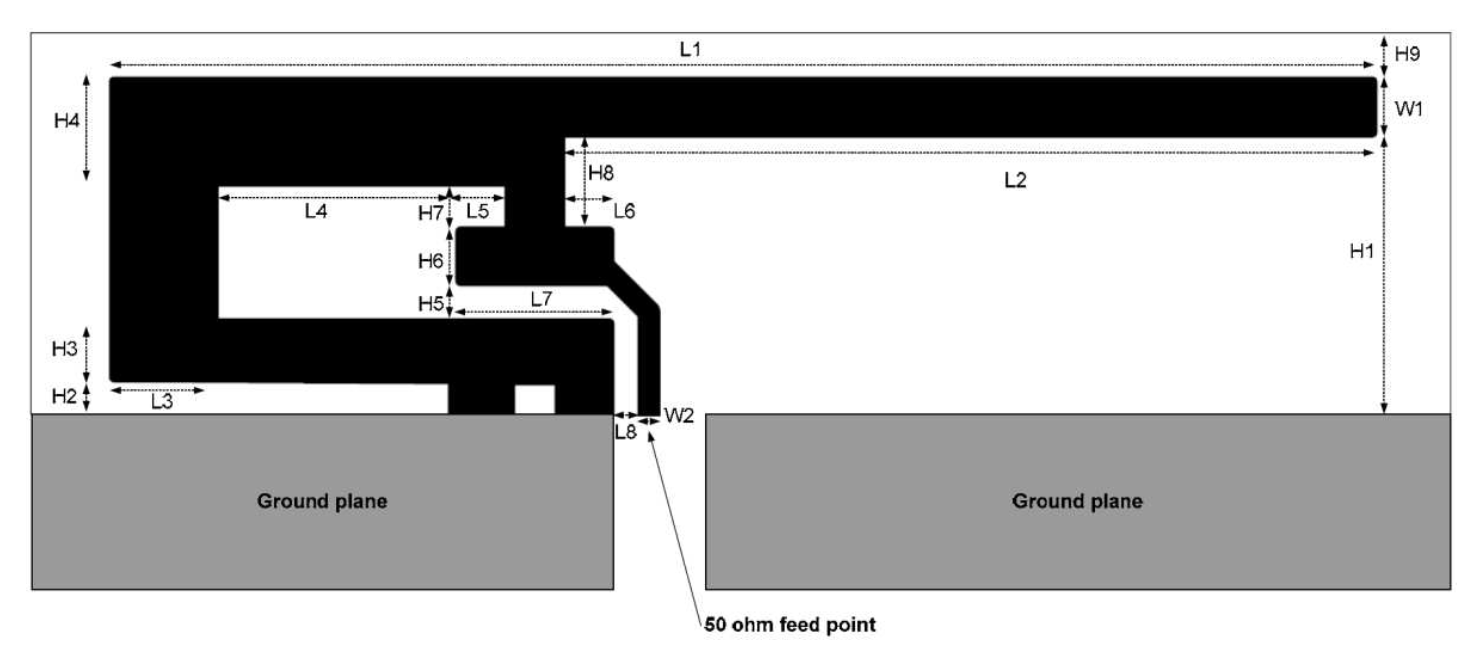 L1
H9
H4
W1
H8
L2
L4
H7
L5
L6
H6
H1
H5
L7
H3
H2
L3
L8
W2
Ground plane
Ground plane
50 ohm feed point